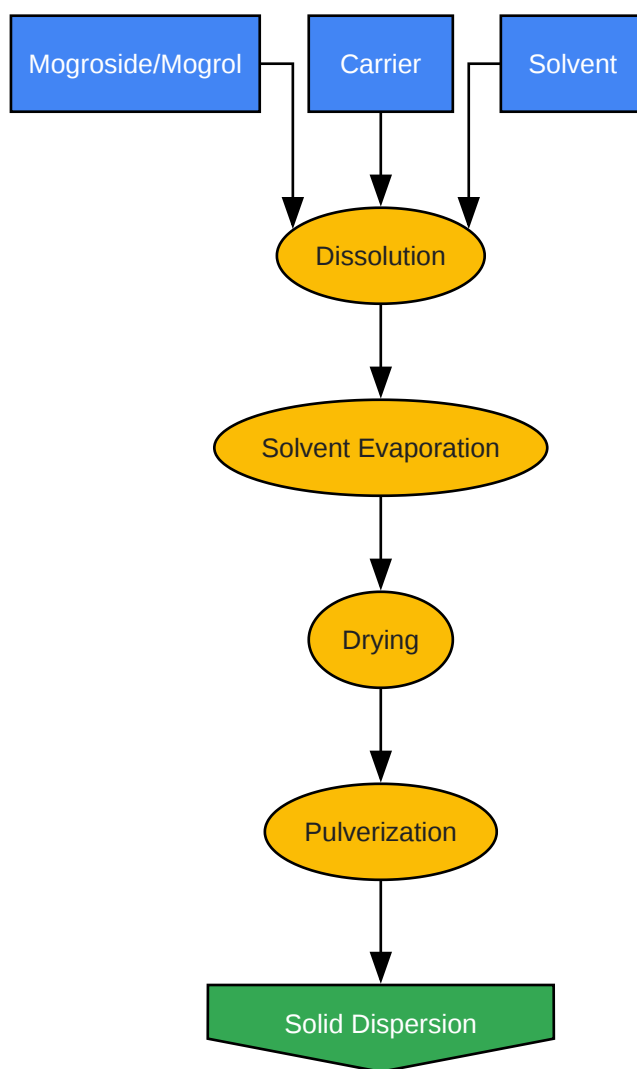 Mogroside/Mogrol
Carrier
Solvent
Dissolution
Solvent Evaporation
Drying
Pulverization
Solid Dispersion